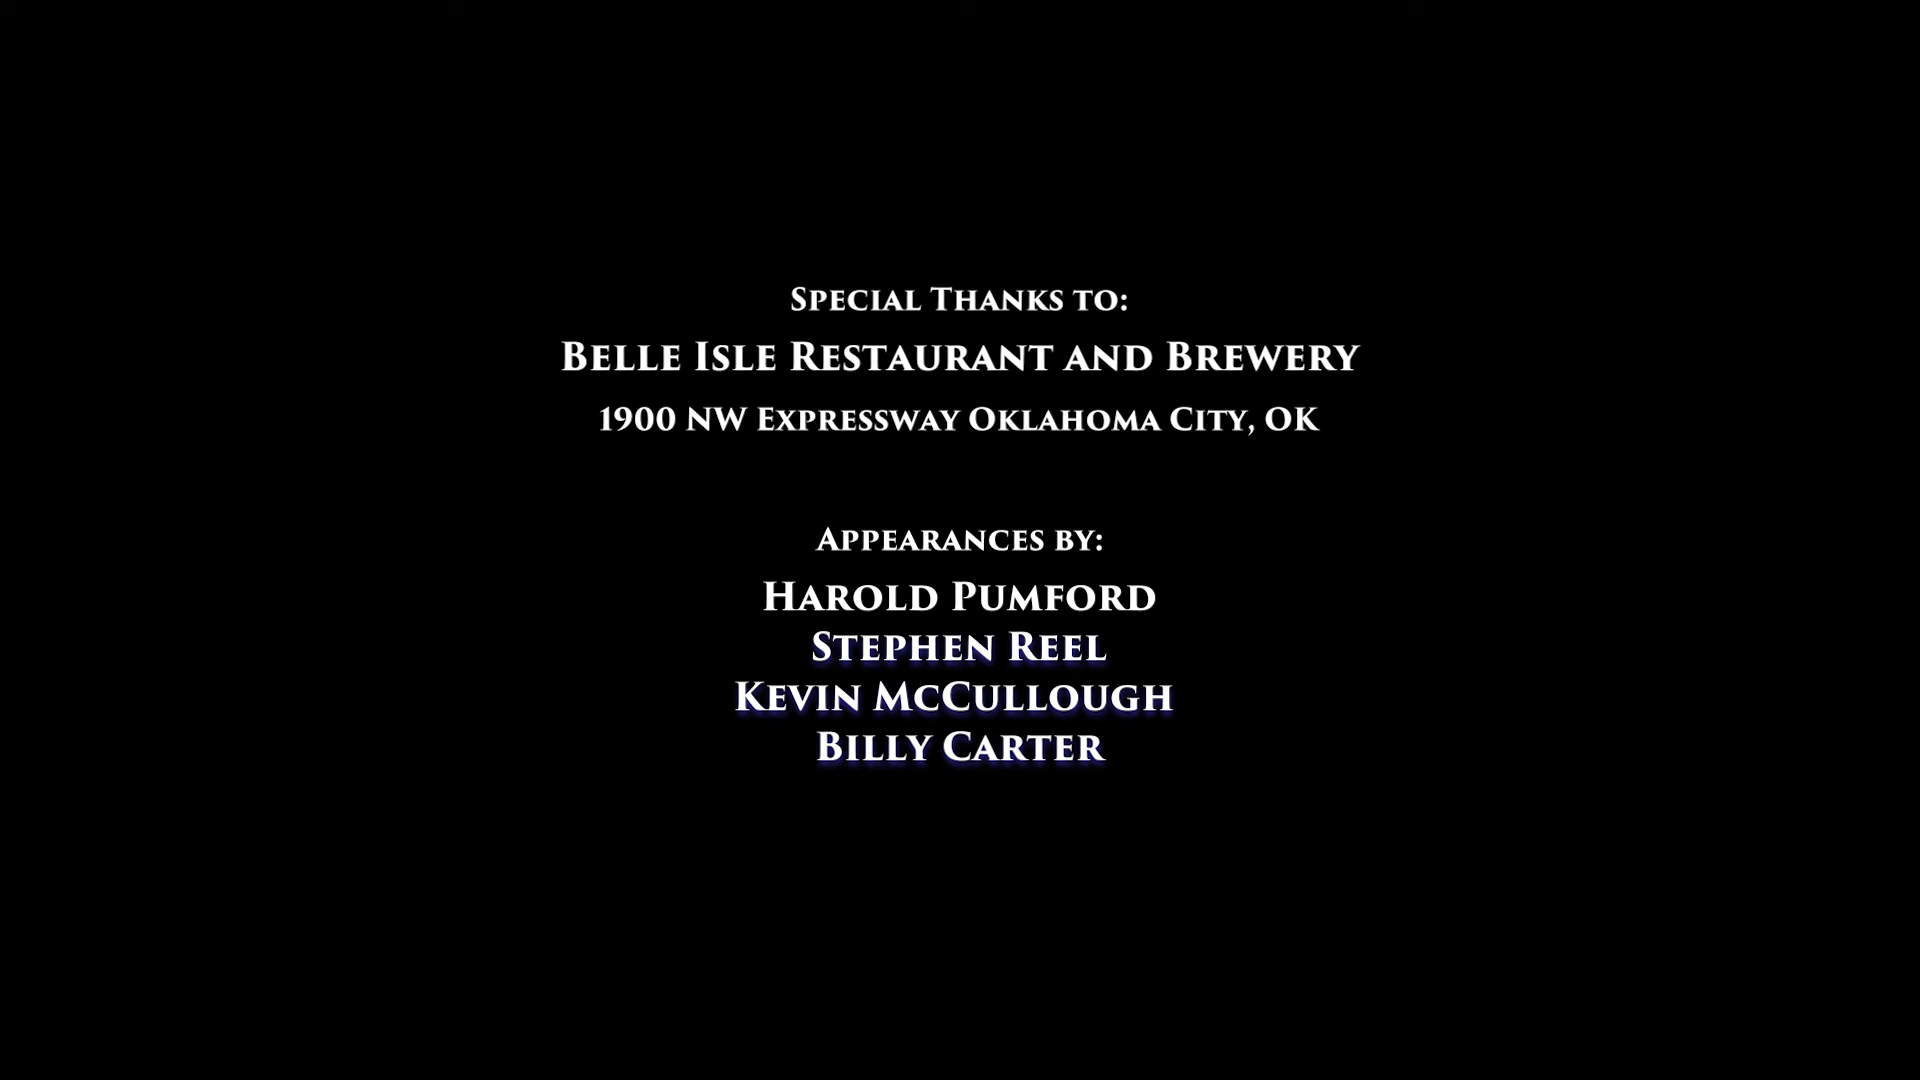 Special Thanks to:
Belle Isle Restaurant and Brewery
1900 NW Expressway Oklahoma City, OK
Appearances by:
Harold Pumford
Stephen Reel
Kevin McCullough
Billy Carter